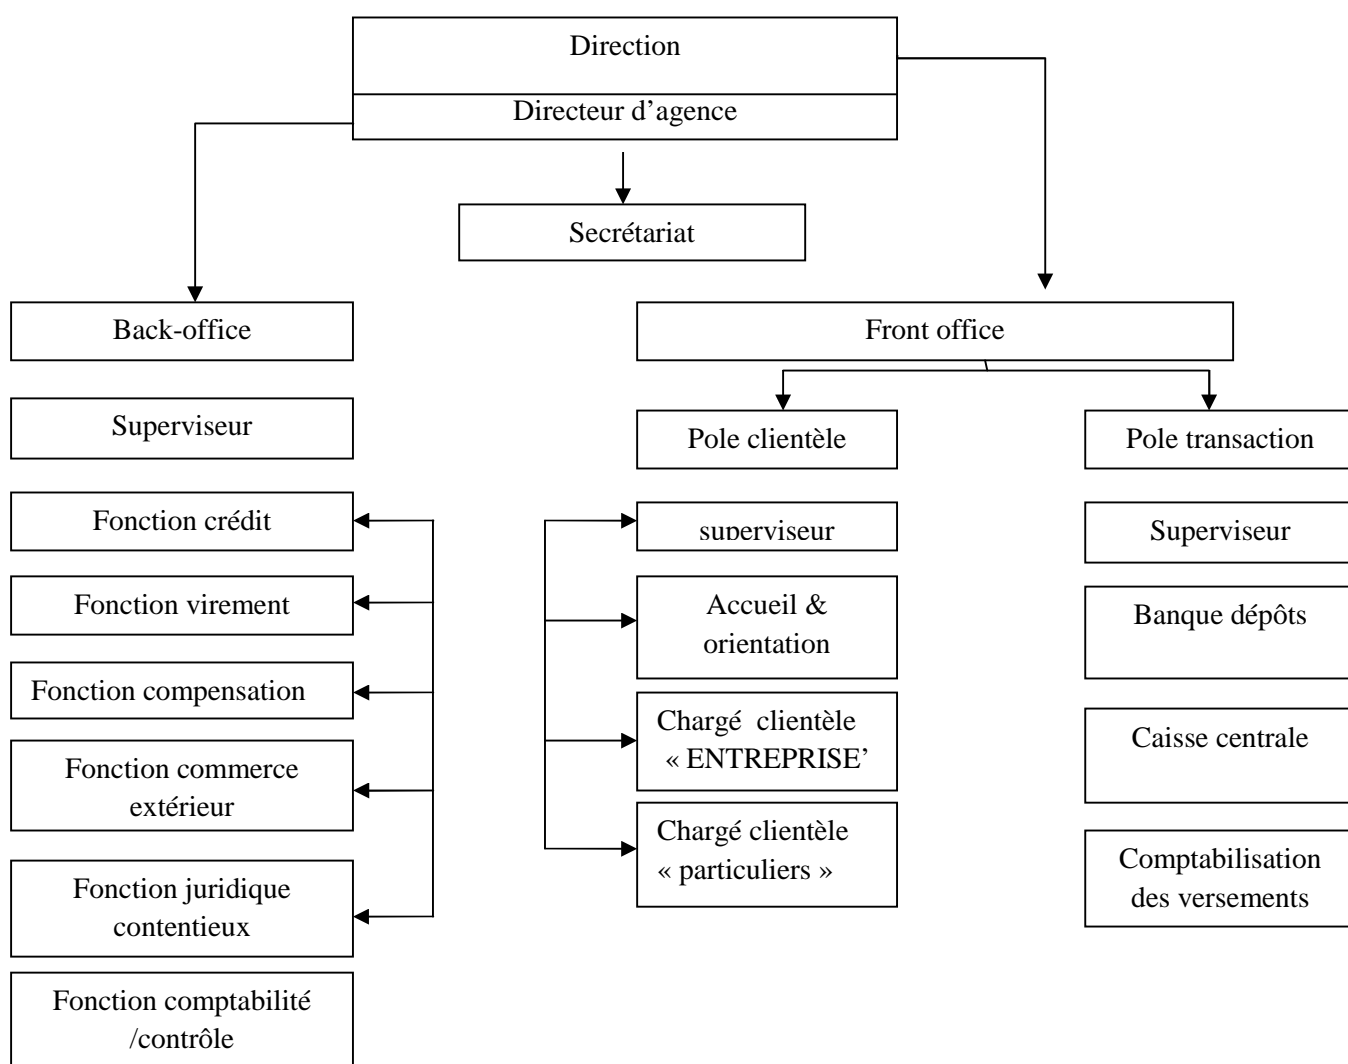 Direction
Directeur d’agence
Secrétariat
Back-office
Front office
Superviseur
Pole clientèle
Pole transaction
Fonction crédit
superviseur
Superviseur
Fonction virement
Accueil &
orientation
Banque dépôts
Fonction compensation
Chargé  clientèle
« ENTREPRISE’
Caisse centrale
Fonction commerce
extérieur
Chargé clientèle
« particuliers »
Comptabilisation
des versements
Fonction juridique
contentieux
Fonction comptabilité
/contrôle